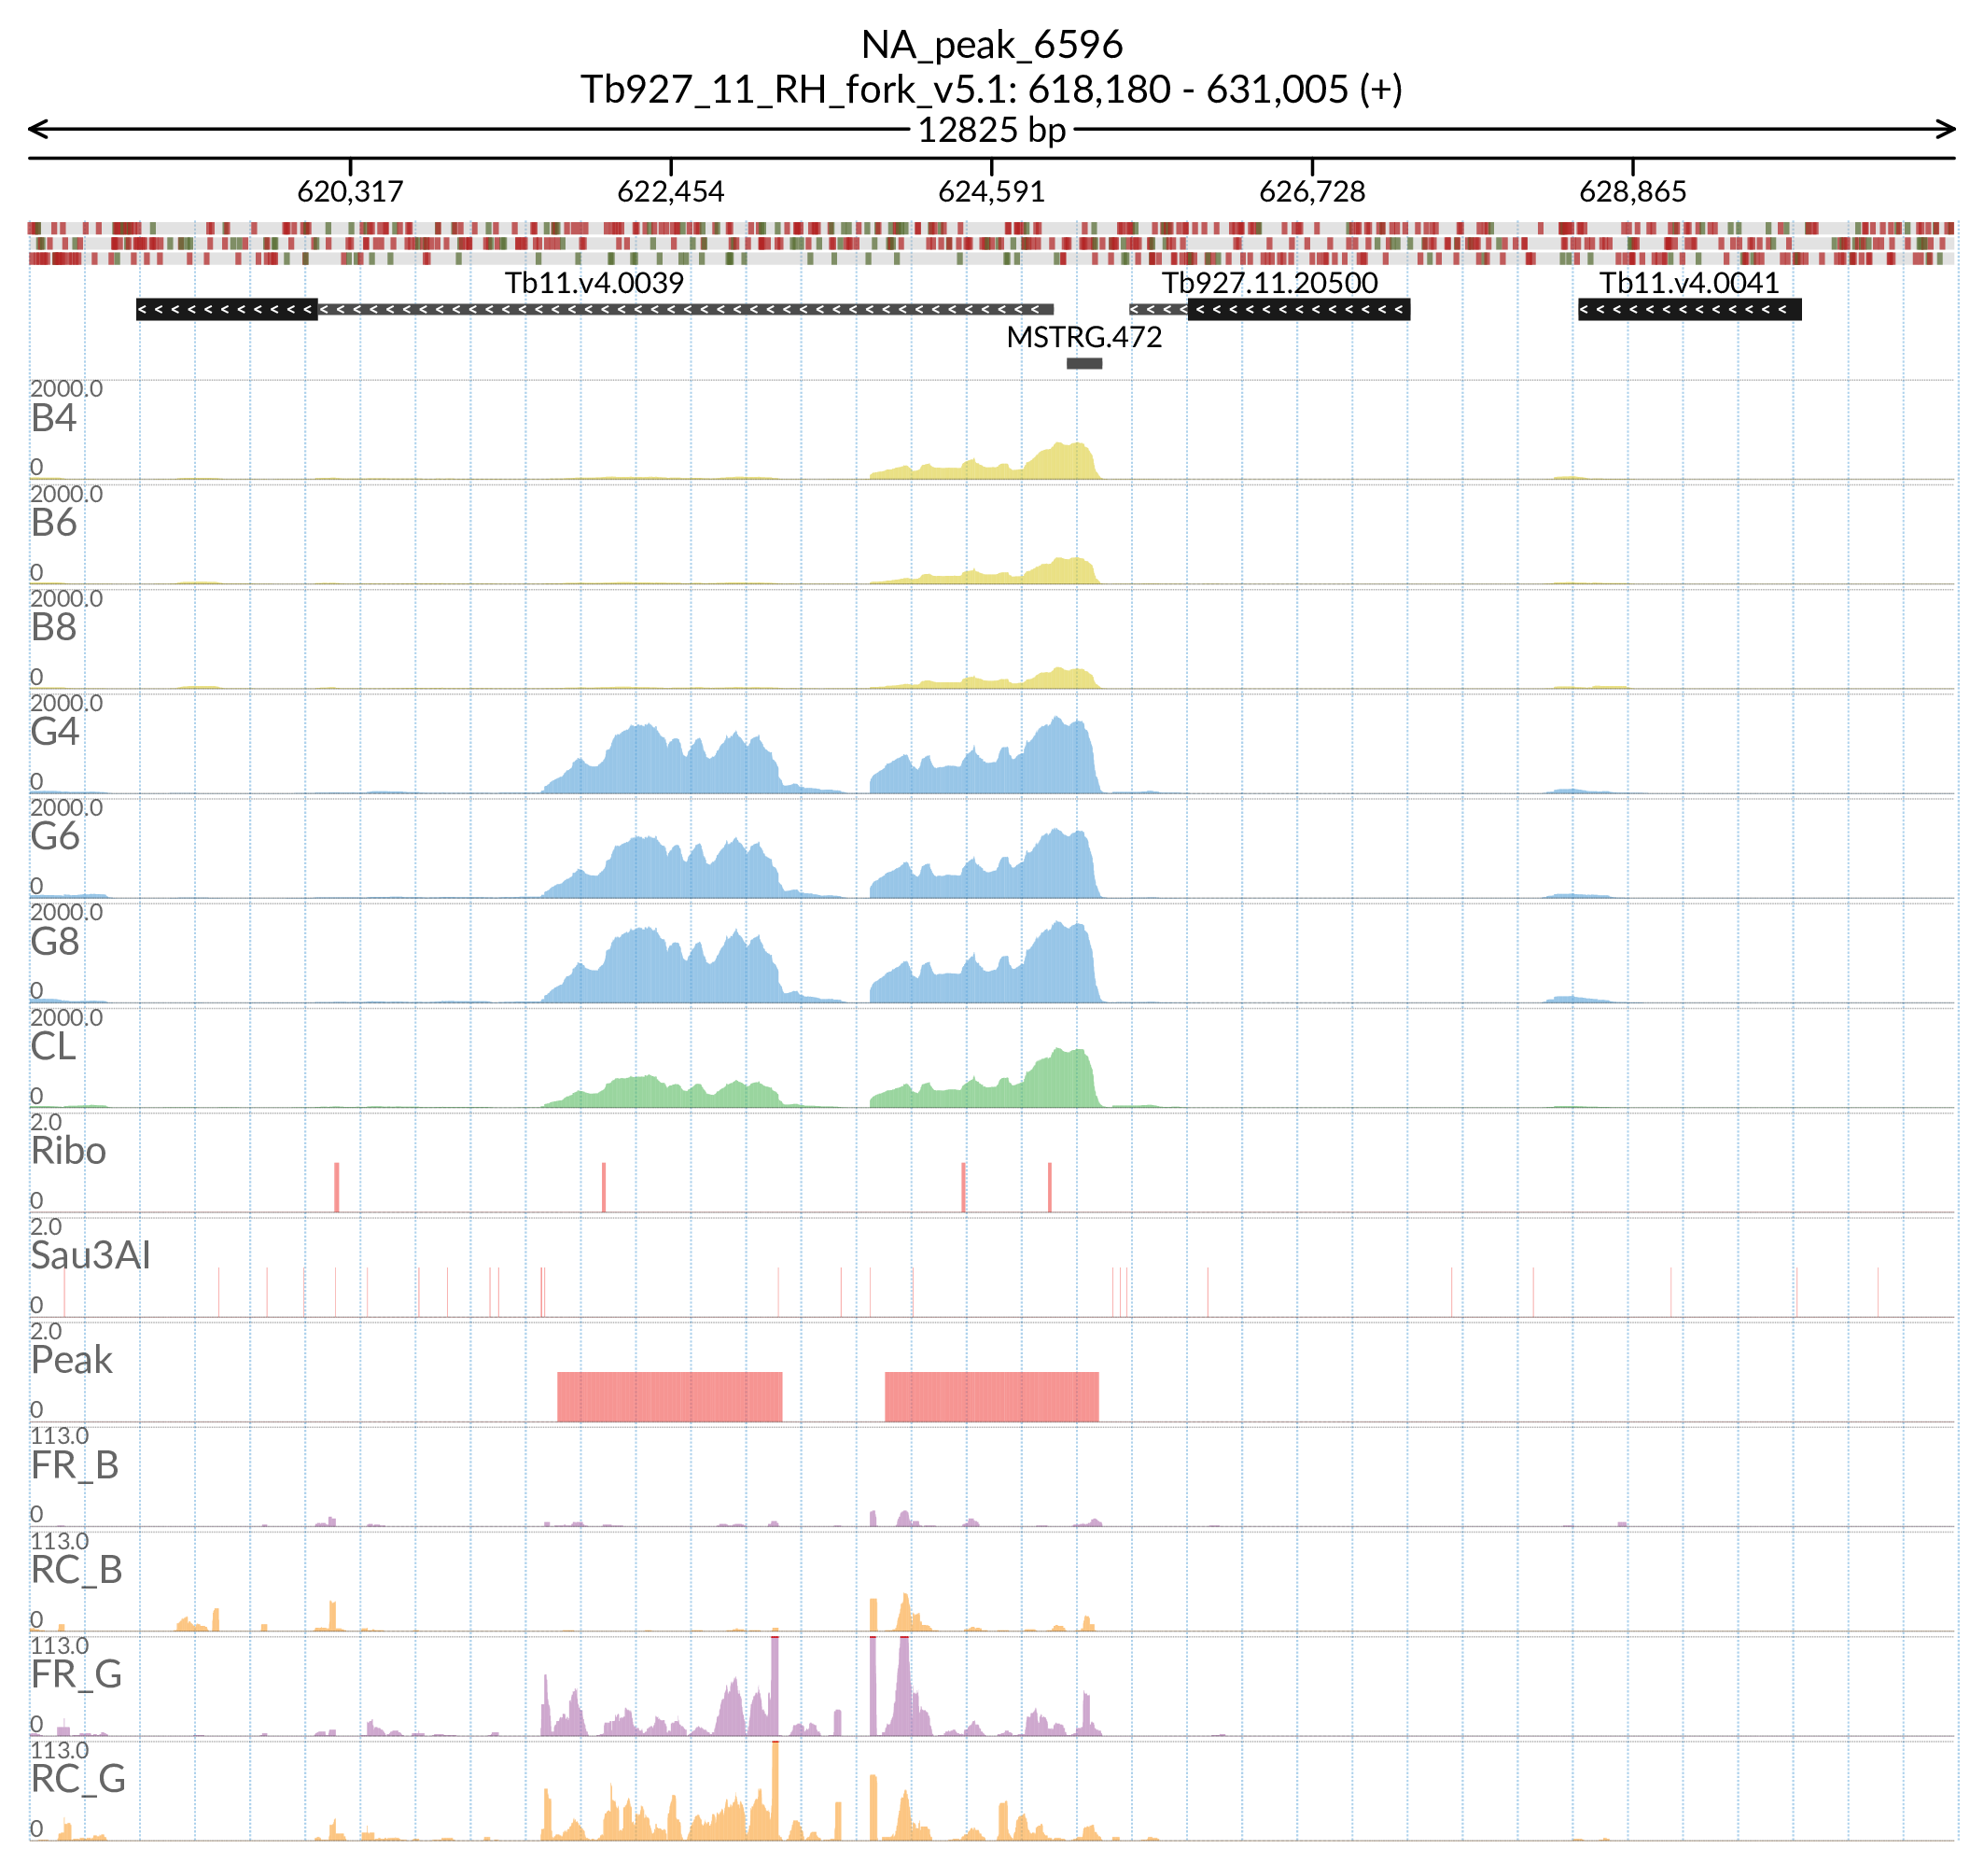 NA_peak_6596
Tb927_11_RH_fork_v5.1: 618,180 - 631,005 (+)
12825 bp
620,317 622,454 624,591 626,728 628,865
Tb11.v4.0039 Tb927.11.20500 Tb11.v4.0041
MSTRG.472
2000.0
B4
0
2000.0
B6
0
2000.0
B8
0
2000.0
G4
0
2000.0
G6
0
2000.0
G8
0
2000.0
CL
0
2.0
Ribo
0
2.0
Sau3AI
0
2.0
Peak
0
113.0
FR_B
0
113.0
RC_B
0
113.0
FR_G
0
113.0
RC_G
0